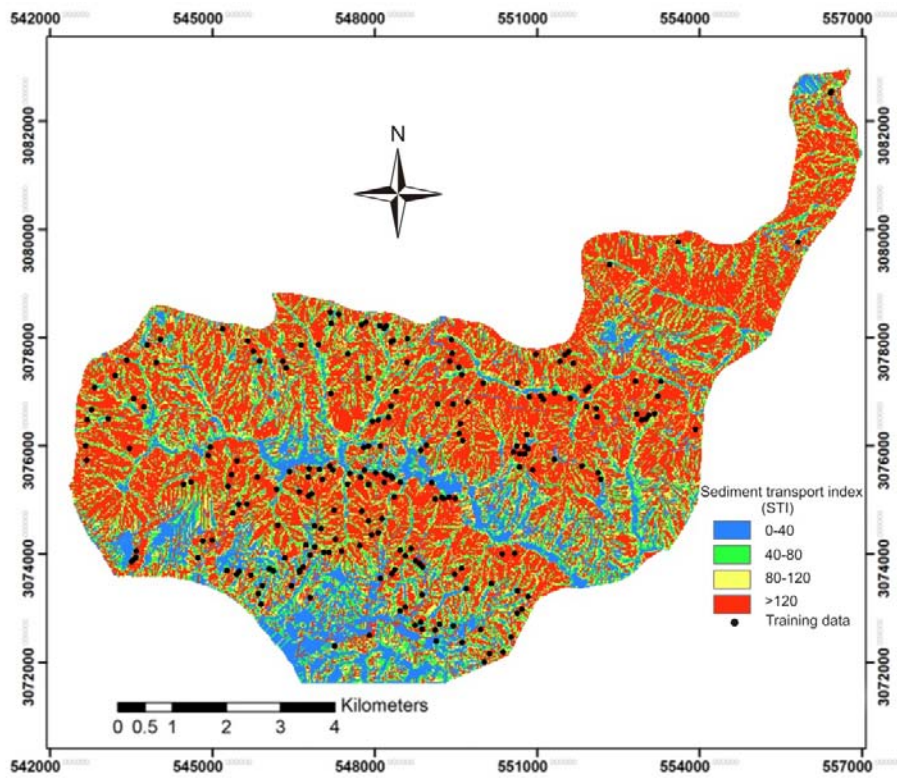 542000 545000 548000 551000 554000 557000
N
3082000 3082000
3080000 3080000
3078000 3078000
3076000 3076000
3074000 3074000
3072000 3072000
Sediment transport index
(STI)
0-40
40-80
80-120
>120
Training data
Kilometers
0 0.5 1 2 3 4
542000 545000 548000 551000 554000 557000